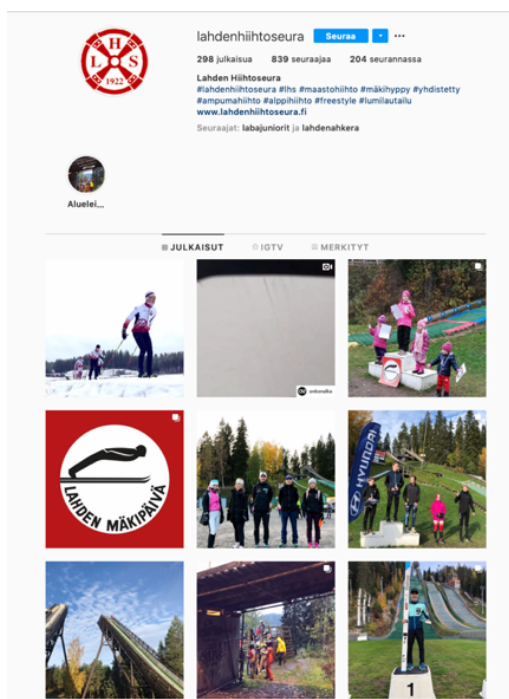 L H S
1922
lahdenhiihtoseura Seuraa
298 julkaisua 839 seuraajaa 204 seurannassa
Lahden Hiihtoseura
#lahdenhiihtoseura #lhs #maastohiihto #mäkihyppy #yhdistetty
#ampumahiihto #alppihiihto #freestyle #lumilautailu
www.lahdenhiihtoseura.fi
Seuraajat: labajuniorit ja lahdenahkera
Aluelei...
JULKAISUT IGTV MERKITYT
LAHDEN MÄKIPÄIVÄ
HYUNDAI
1